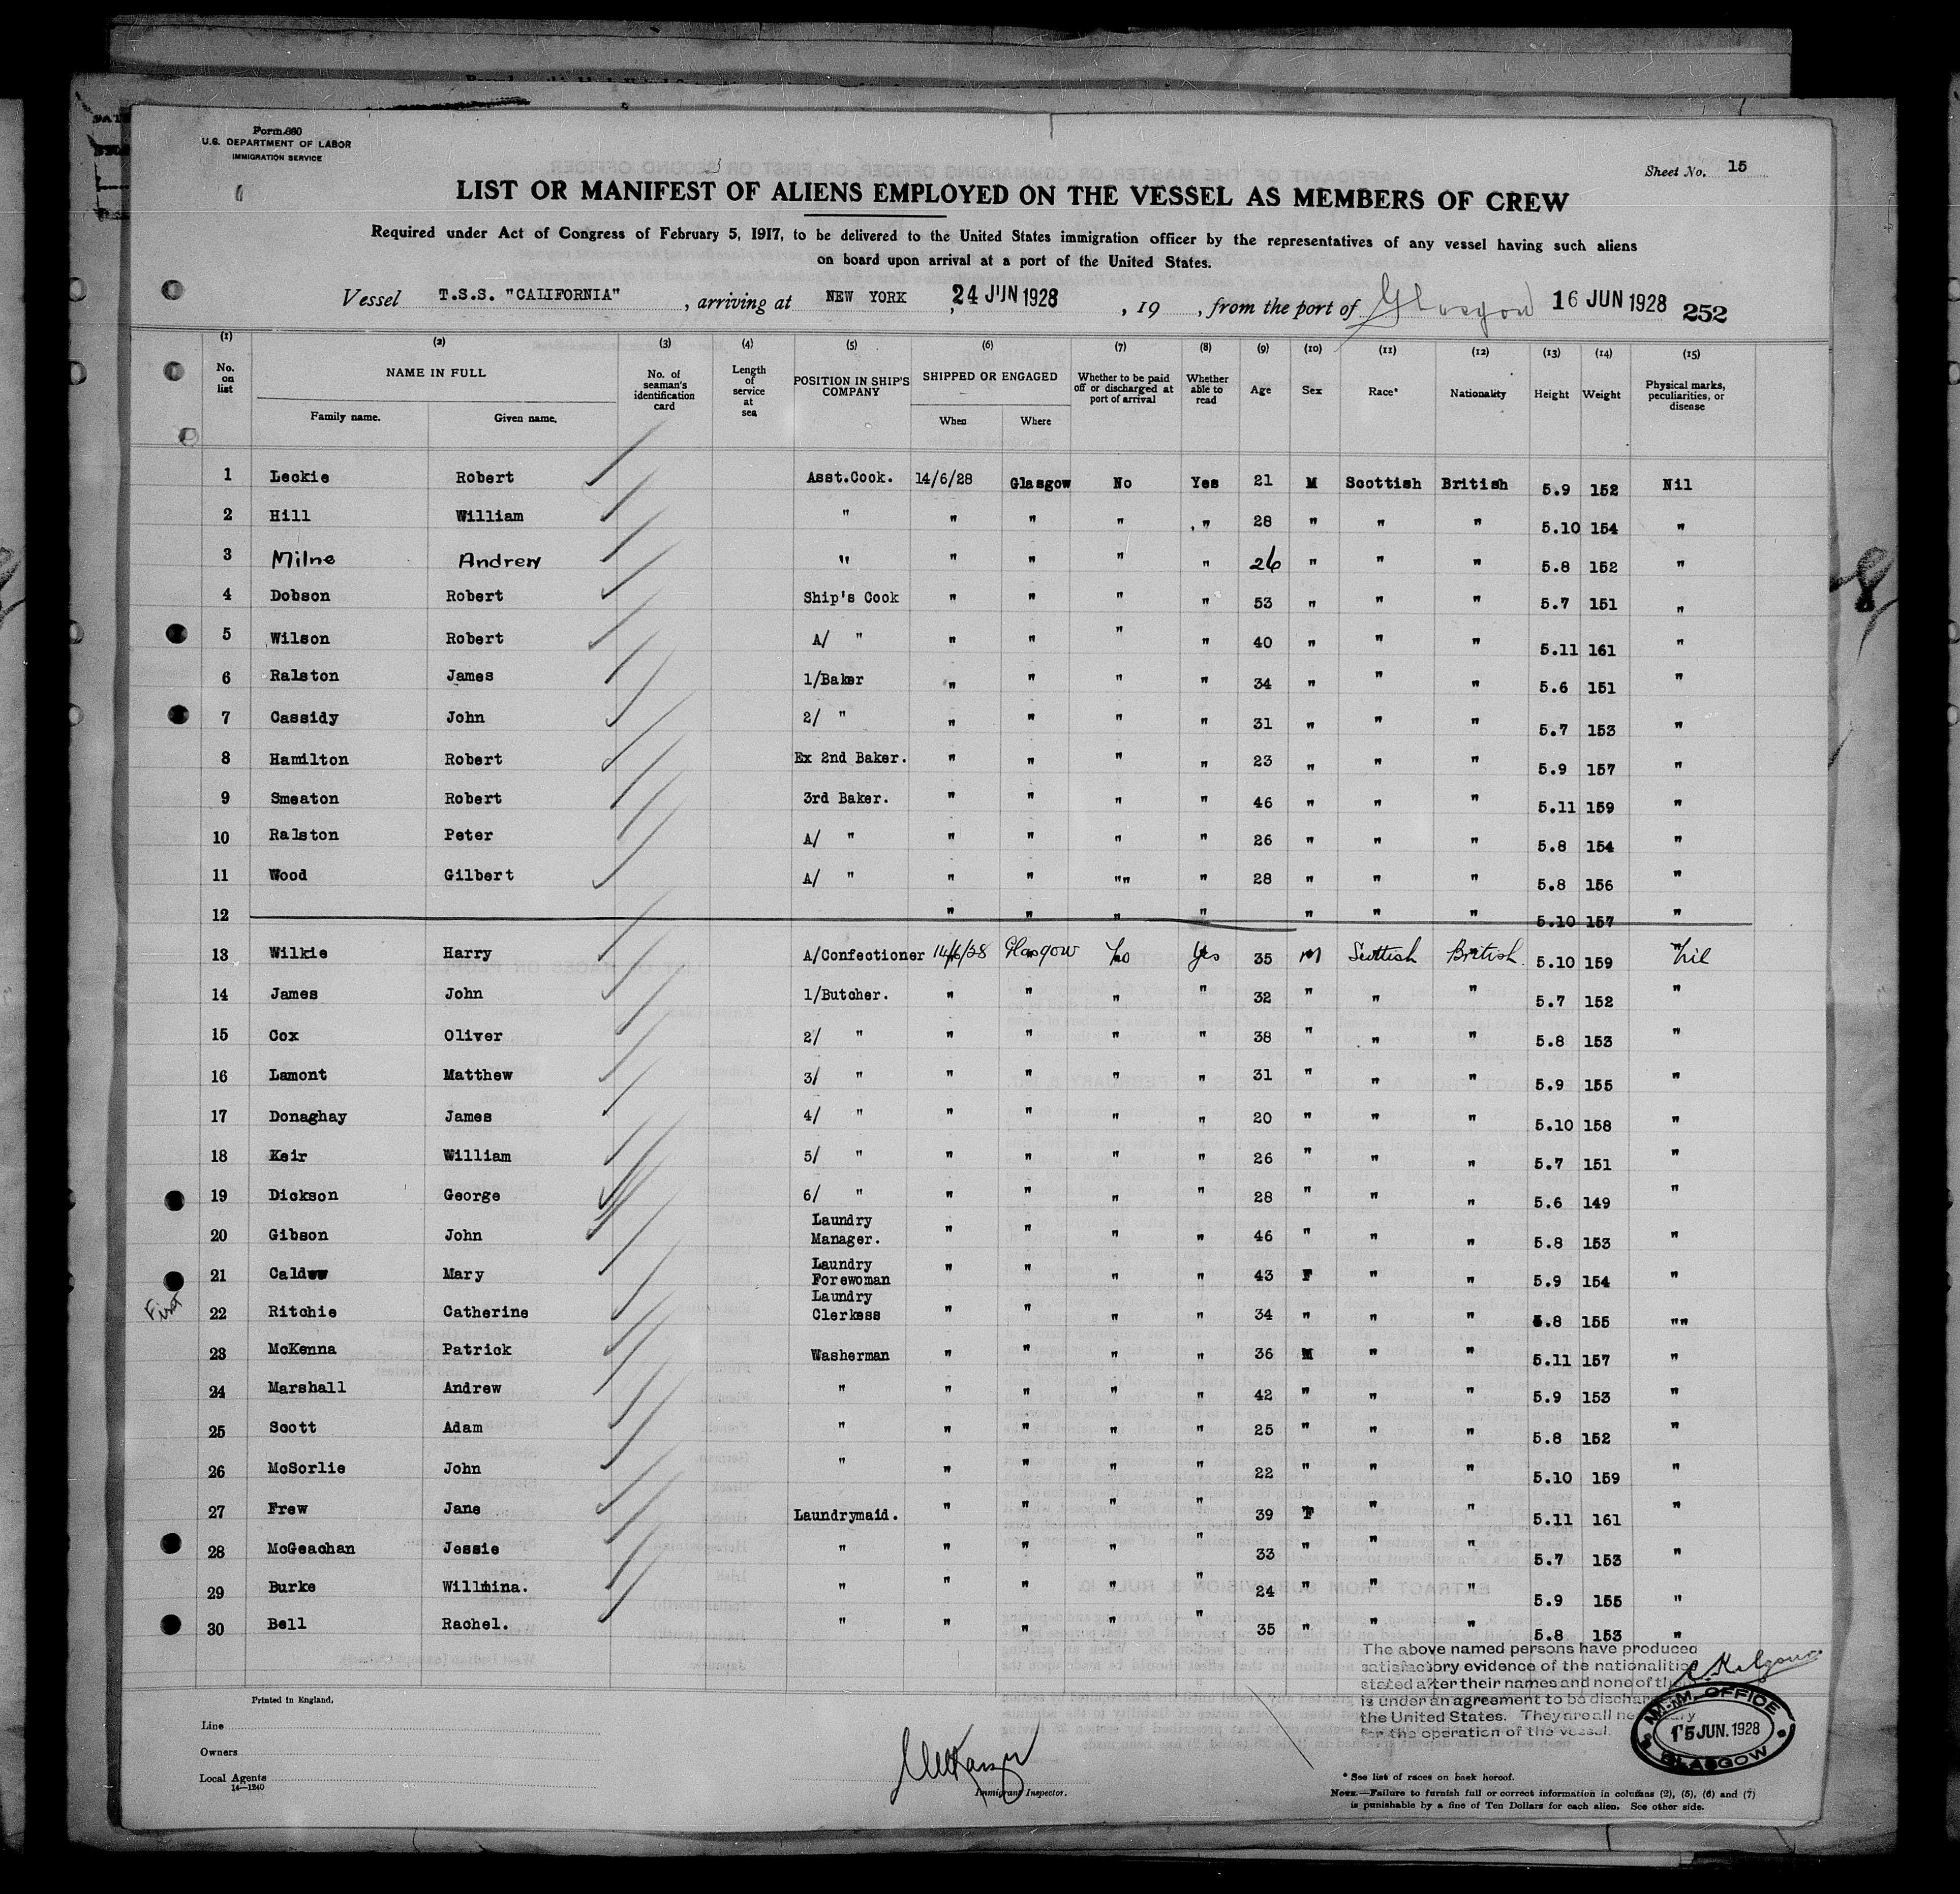 Form 680
U.S. DEPARTMENT OF LABOR
IMMIGRATION SERVICE
Sheet No. 15
LIST OR MANIFEST OF ALIENS EMPLOYED ON THE VESSEL AS MEMBERS OF CREW
Required under Act of Congress of February 5, 1917, to be delivered to the United States immigration officer by the representatives of any vessel having such aliens
on board upon arrival at a port of the United States.
Vessel T.S.S. "CALIFORNIA" , arriving at NEW YORK 24 JUN 1928 , 19 , from the port of Glasgow 16 JUN 1928 252
(1) (2) (3) (4) (5) (6) (7) (8) (9) (10) (11) (12) (13) (14) (15)
No. on list NAME IN FULL No. of seaman's identification card Length of service at sea POSITION IN SHIP'S COMPANY SHIPPED OR ENGAGED Whether to be paid off or discharged at port of arrival Whether able to read Age Sex Race* Nationality Height Weight Physical marks, peculiarities, or disease
Family name. Given name. When Where
1 Leckie Robert Asst.Cook. 14/6/28 Glasgow No Yes 21 M Scottish British 5.9 152 Nil
2 Hill William " " " " " 28 " " " 5.10 154 "
3 Milne Andrew " " " " " 26 " " " 5.8 152 "
4 Dobson Robert Ship's Cook " " " " 53 " " " 5.7 151 "
5 Wilson Robert A/ " " " " " 40 " " " 5.11 161 "
6 Ralston James 1/Baker " " " " 34 " " " 5.6 151 "
7 Cassidy John 2/ " " " " " 31 " " " 5.7 153 "
8 Hamilton Robert Ex 2nd Baker. " " " " 23 " " " 5.9 157 "
9 Smeaton Robert 3rd Baker. " " " " 46 " " " 5.11 159 "
10 Ralston Peter A/ " " " " " 26 " " " 5.8 154 "
11 Wood Gilbert A/ " " " "" " 28 " " " 5.8 156 "
12 " " " " " " " 5.10 157 "
13 Wilkie Harry A/Confectioner 14/6/28 Glasgow No Yes 35 M Scottish British 5.10 159 Nil
14 James John 1/Butcher. " " " " 32 " " " 5.7 152 "
15 Cox Oliver 2/ " " " " " 38 " " " 5.8 153 "
16 Lamont Matthew 3/ " " " " " 31 " " " 5.9 155 "
17 Donaghay James 4/ " " " " " 20 " " " 5.10 158 "
18 Keir William 5/ " " " " " 26 " " " 5.7 151 "
19 Dickson George 6/ " " " " " 28 " " " 5.6 149 "
20 Gibson John Laundry Manager. " " " " 46 " " " 5.8 153 "
21 Mary Laundry Forewoman " " " " 43 F " " 5.9 154 "
First 22 Ritchie Catherine Laundry Clerkess " " " " 34 " " " 5.8 155 ""
23 McKenna Patrick Washerman " " " " 36 M " " 5.11 157 "
24 Marshall Andrew " " " " " 42 " " " 5.9 153 "
25 Scott Adam " " " " " 25 " " " 5.8 152 "
26 McSorlie John " " " " " 22 " " " 5.10 159 "
27 Frew Jane Laundrymaid. " " " " 39 F " " 5.11 161 "
28 McGeachan Jessie " " " " " 33 " " " 5.7 153 "
29 Burke Willmina. " " " " " 24 " " " 5.9 155 "
30 Bell Rachel. " " " " " 35 " " " 5.8 153 "
The above named persons have produced
satisfactory evidence of the nationalities
stated after their names and none of them
is under an agreement to be discharged
the United States. They are all necessary
for the operation of the vessel.
M.M. OFFICE
15 JUN. 1928
GLASGOW
Printed in England.
Line
Owners
Local Agents
14—1240
Immigrant Inspector.
* See list of races on back hereof.
NOTE.—Failure to furnish full or correct information in columns (2), (5), (6) and (7)
is punishable by a fine of Ten Dollars for each alien. See other side.